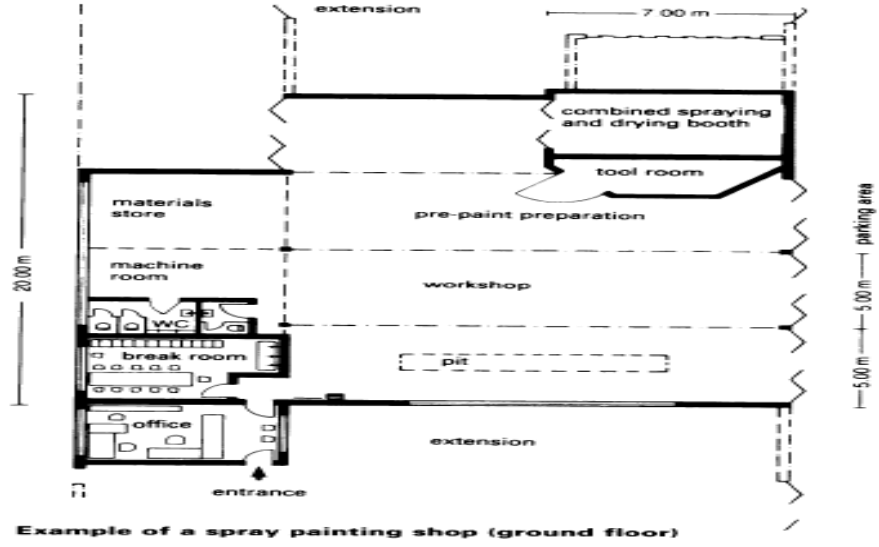 extension
7 00 m
combined spraying
and drying booth
tool room
materials
store
pre-paint preparation
parking area
machine
room
workshop
20.00 m
5.00 m
WC
break room
pit
5.00 m
office
extension
entrance
Example of a spray painting shop (ground floor)